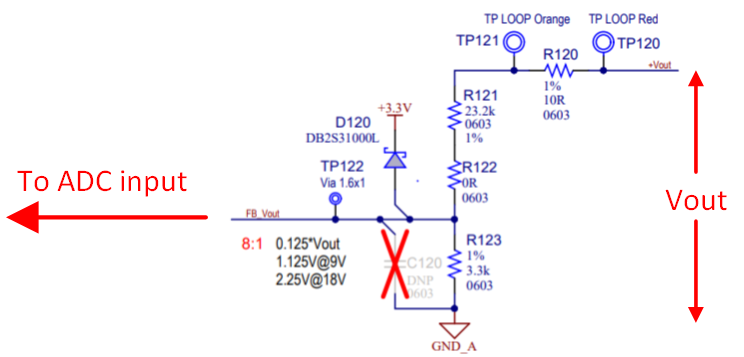 TP LOOP Orange
TP LOOP Red
TP121
TP120
R120
+Vout
1%
10R
0603
R121
23.2k
0603
1%
+3.3V
D120
DB2S31000L
TP122
Via 1.6x1
R122
0R
0603
To ADC input
Vout
FB_Vout
8:1
0.125*Vout
1.125V@9V
2.25V@18V
C120
DNP
0603
R123
1%
3.3k
0603
GND_A